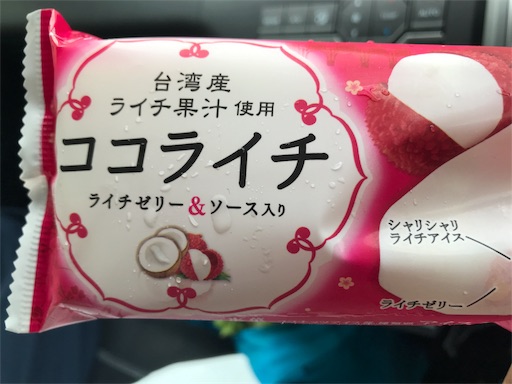 台湾産
ライチ果汁使用
ココライチ
ライチゼリー&ソース入り
シャリシャリ
ライチアイス
ライチゼリー